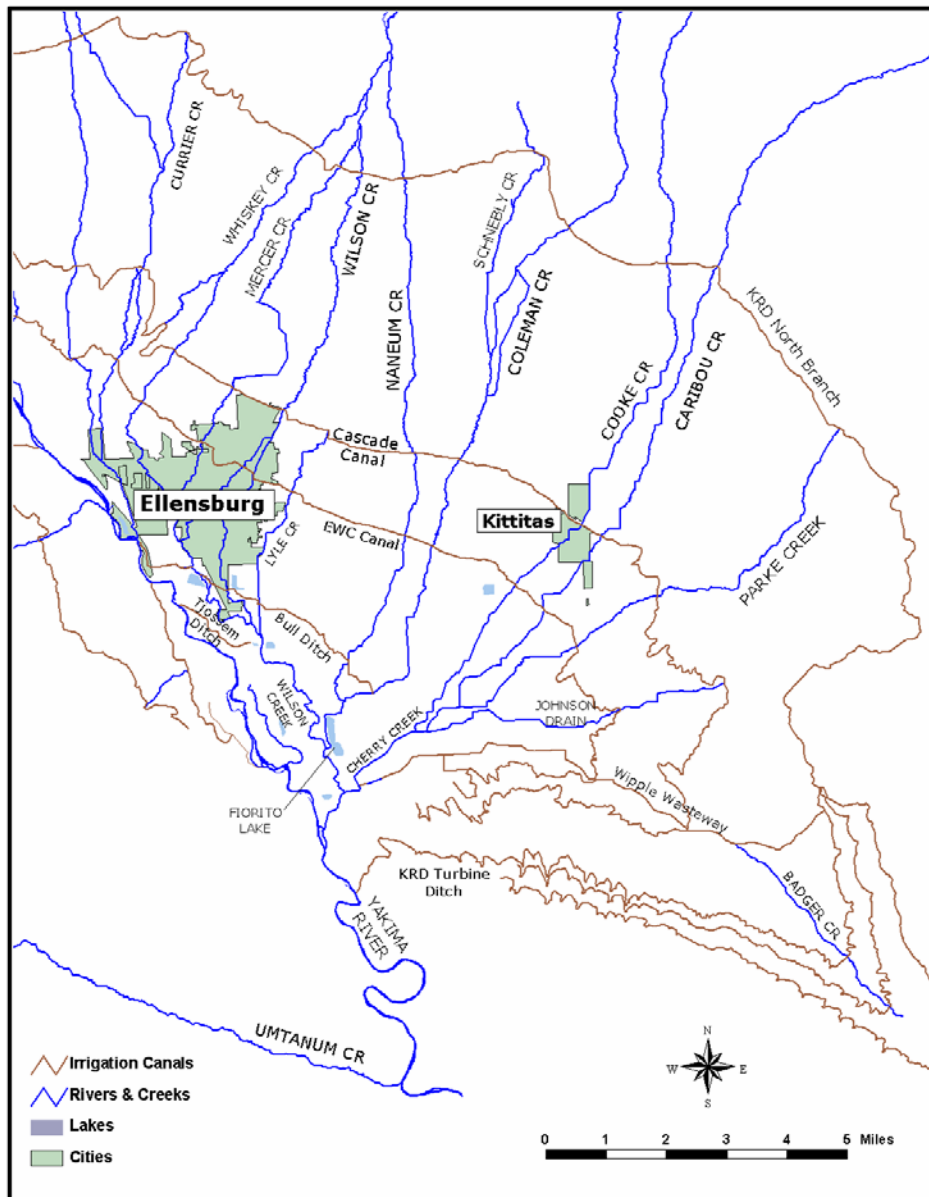 CURRIER CR
WHISKEY CR
MERCER CR
WILSON CR
NANEUM CR
SCHNEBLY CR
COLEMAN CR
COOKE CR
CARIBOU CR
KRD North Branch
Cascade
Canal
Ellensburg
Kittitas
EWC Canal
LYLE CR
PARKE CREEK
Tjossem
Ditch
Bull Ditch
WILSON
CREEK
CHERRY CREEK
JOHNSON
DRAIN
FIORITO
LAKE
Wipple Wasteway
KRD Turbine
Ditch
BADGER CR
YAKIMA
RIVER
UMTANUM CR
N
W
E
S
Irrigation Canals
Rivers & Creeks
Lakes
Cities
0 1 2 3 4 5 Miles